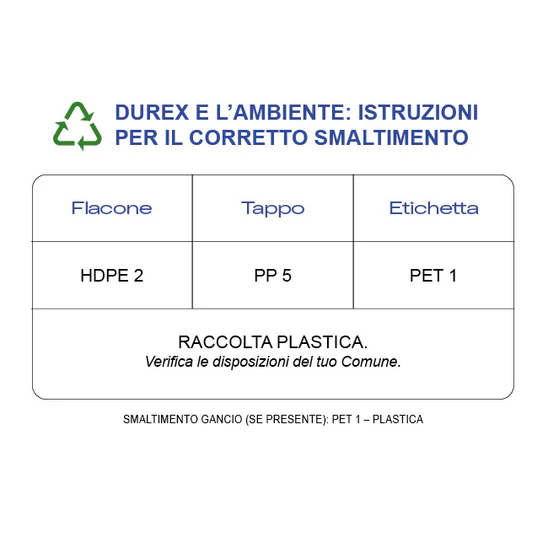 DUREX E L'AMBIENTE: ISTRUZIONI
PER IL CORRETTO SMALTIMENTO
Flacone Tappo Etichetta
HDPE 2 PP 5 PET 1
RACCOLTA PLASTICA.
Verifica le disposizioni del tuo Comune.
SMALTIMENTO GANCIO (SE PRESENTE): PET 1 – PLASTICA